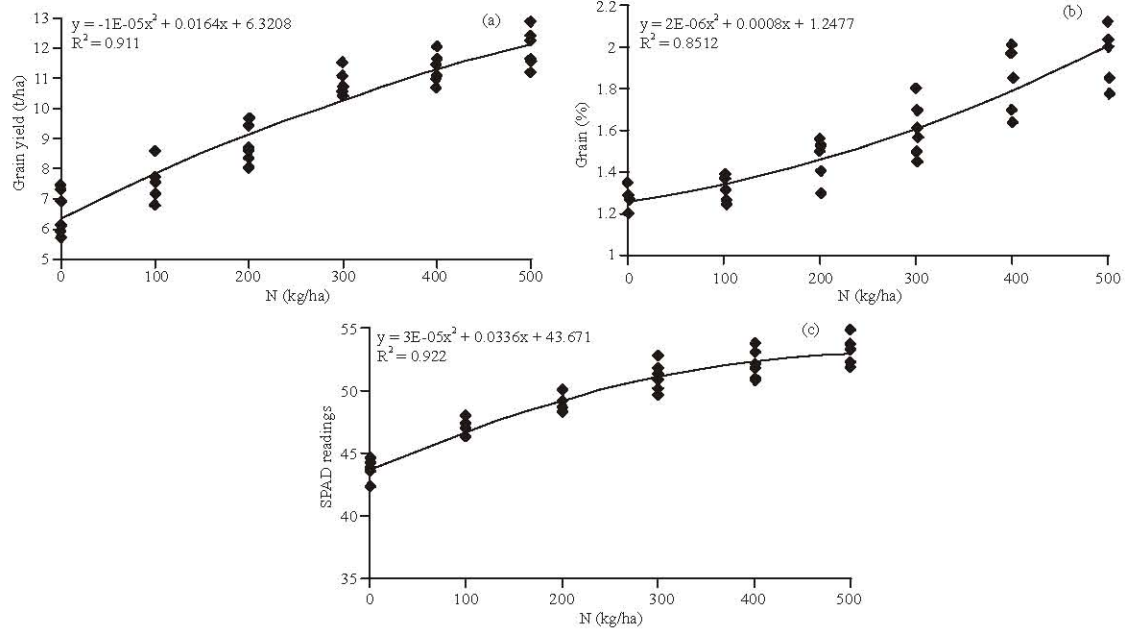 (a)
y = -1E-05x² + 0.0164x + 6.3208
R² = 0.911
Grain yield (t/ha)
13
12
11
10
9
8
7
6
5
0 100 200 300 400 500
N (kg/ha)
(b)
y = 2E-06x² + 0.0008x + 1.2477
R² = 0.8512
Grain (%)
2.2
2
1.8
1.6
1.4
1.2
1
0 100 200 300 400 500
N (kg/ha)
(c)
y = 3E-05x² + 0.0336x + 43.671
R² = 0.922
SPAD readings
55
50
45
40
35
0 100 200 300 400 500
N (kg/ha)